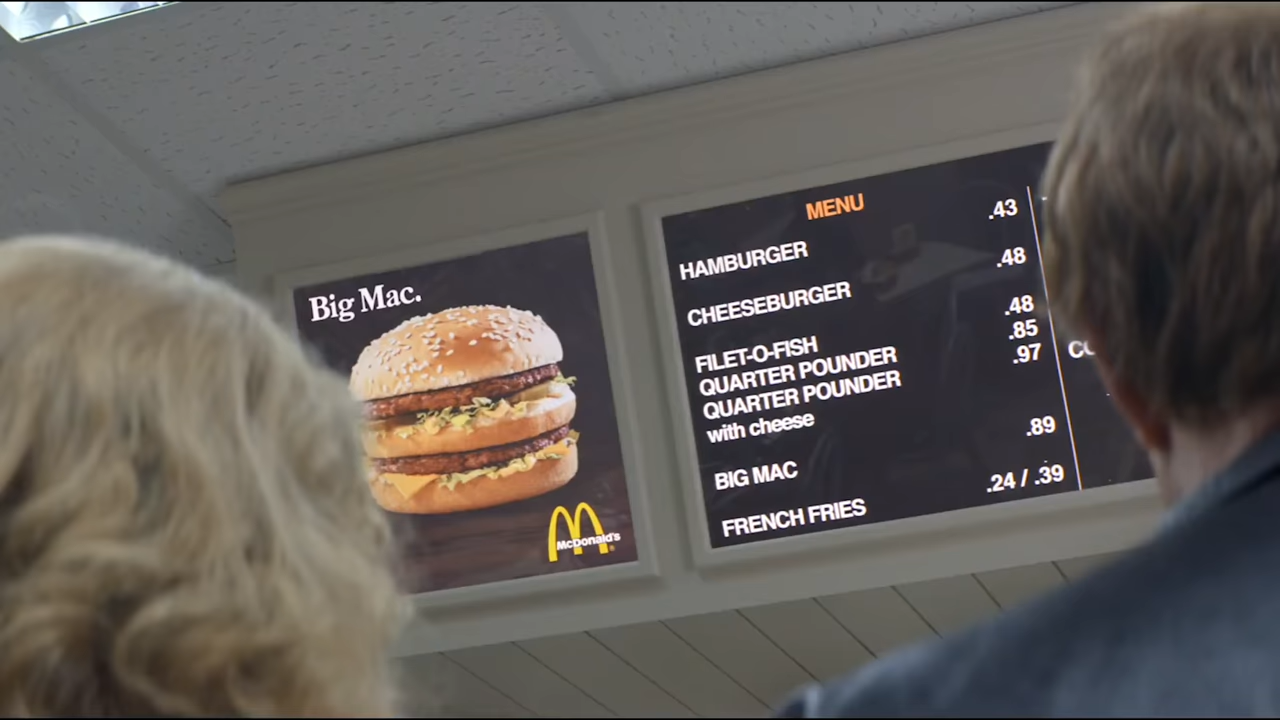 Big Mac.
McDonald's
MENU
HAMBURGER .43
CHEESEBURGER .48
FILET-O-FISH .48
QUARTER POUNDER .85
QUARTER POUNDER .97
with cheese
BIG MAC .89
FRENCH FRIES .24 / .39